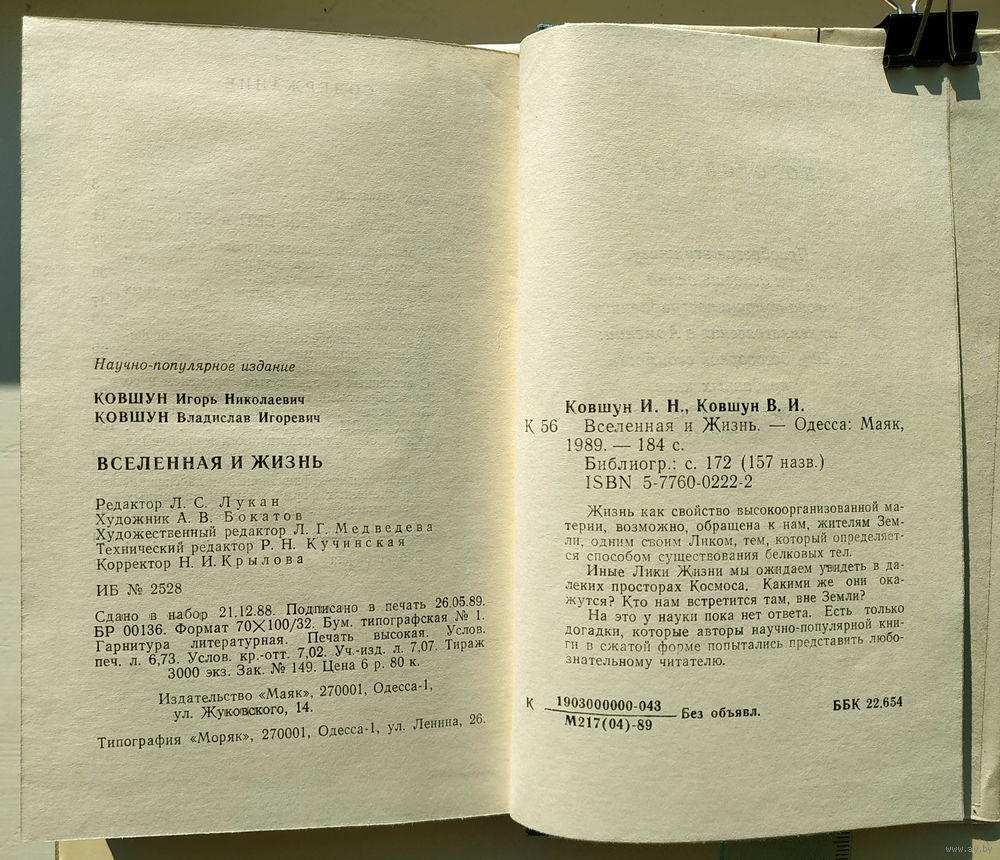 Научно-популярное издание
КОВШУН Игорь Николаевич
КОВШУН Владислав Игоревич
ВСЕЛЕННАЯ И ЖИЗНЬ
Редактор Л. С. Лукан
Художник А. В. Бокатов
Художественный редактор Л. Г. Медведева
Технический редактор Р. Н. Кучинская
Корректор Н. И. Крылова
ИБ № 2528
Сдано в набор 21.12.88. Подписано в печать 26.05.89.
БР 00136. Формат 70X100/32. Бум. типографская № 1.
Гарнитура литературная. Печать высокая. Услов.
печ. л. 6,73. Услов. кр.-отт. 7,02. Уч.-изд. л. 7,07. Тираж
3000 экз. Зак. № 149. Цена 6 р. 80 к.
Издательство «Маяк», 270001, Одесса-1,
ул. Жуковского, 14.
Типография «Моряк», 270001, Одесса-1, ул. Ленина, 26.
Ковшун И. Н., Ковшун В. И.
К 56 Вселенная и Жизнь. — Одесса: Маяк,
1989. — 184 с.
Библиогр.: с. 172 (157 назв.)
ISBN 5-7760-0222-2
Жизнь как свойство высокоорганизованной ма-
терии, возможно, обращена к нам, жителям Зем-
ли, одним своим Ликом, тем, который определяет-
ся способом существования белковых тел.
Иные Лики Жизни мы ожидаем увидеть в да-
леких просторах Космоса. Какими же они ока-
жутся? Кто нам встретится там, вне Земли?
На это у науки пока нет ответа. Есть только
догадки, которые авторы научно-популярной кни-
ги в сжатой форме попытались представить любо-
знательному читателю.
К 1903000000-043 Без объявл. ББК 22.654
М217(04)-89
www.ay.by